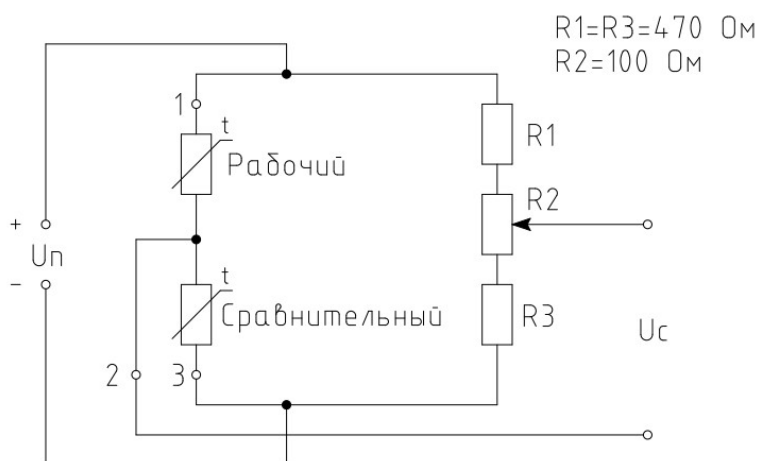 R1=R3=470 Ом
R2=100 Ом
1
t
Рабочий
R1
R2
+
Uп
-
t
Сравнительный
R3
Uс
2
3